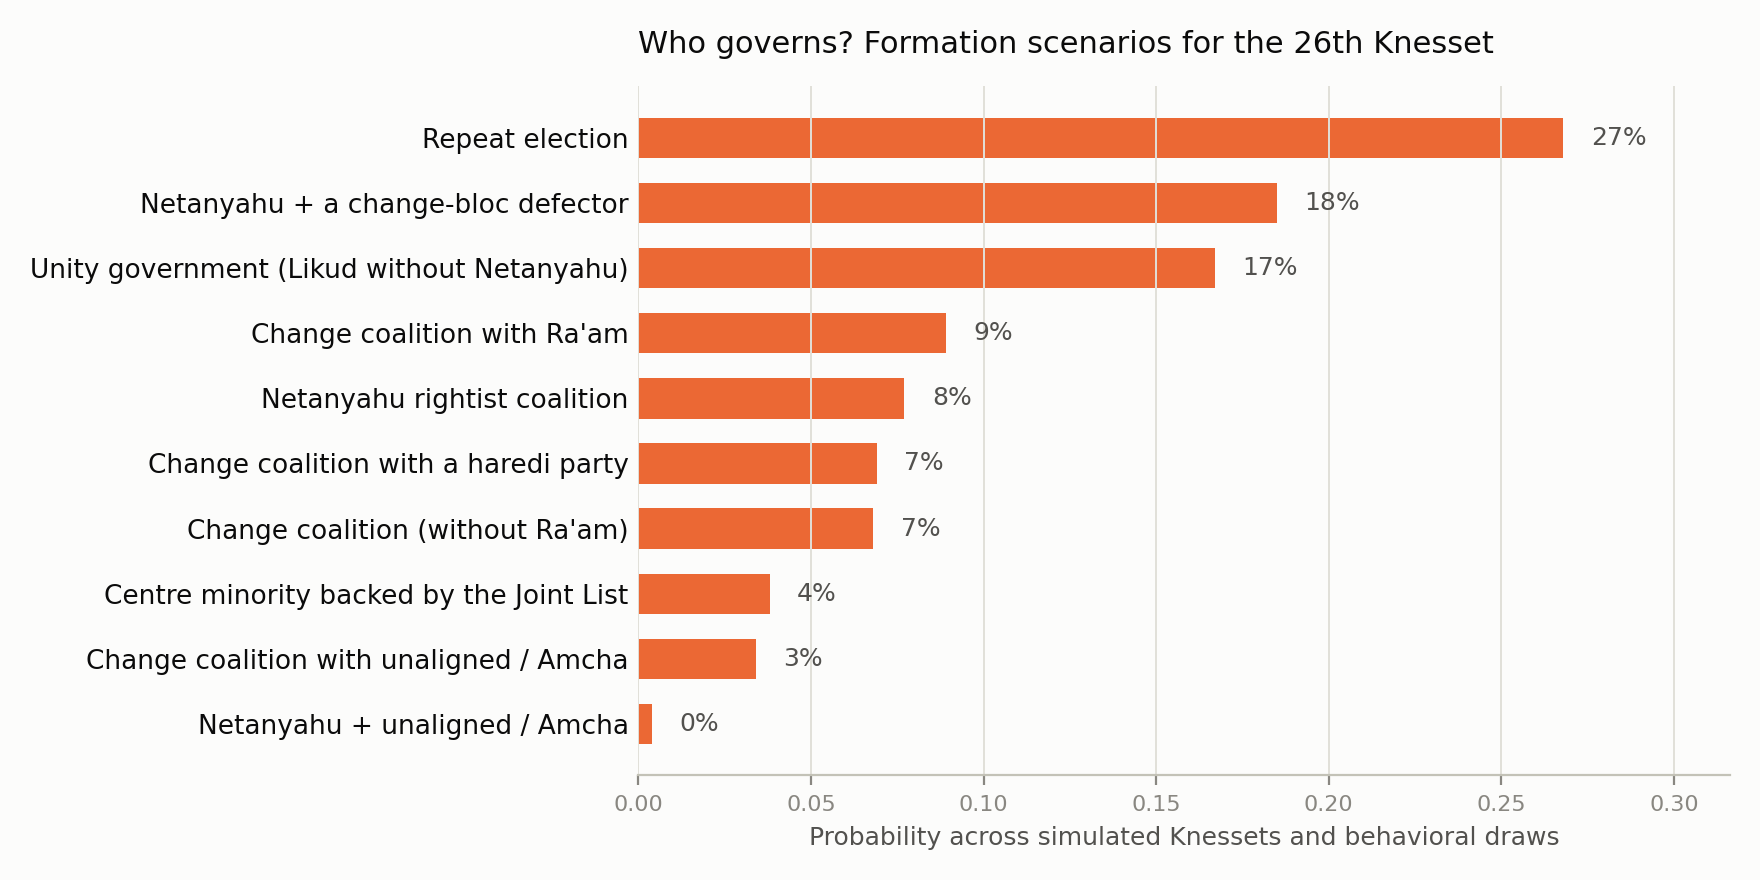 Who governs? Formation scenarios for the 26th Knesset
Repeat election 27%
Netanyahu + a change-bloc defector 18%
Unity government (Likud without Netanyahu) 17%
Change coalition with Ra'am 9%
Netanyahu rightist coalition 8%
Change coalition with a haredi party 7%
Change coalition (without Ra'am) 7%
Centre minority backed by the Joint List 4%
Change coalition with unaligned / Amcha 3%
Netanyahu + unaligned / Amcha 0%
0.00 0.05 0.10 0.15 0.20 0.25 0.30
Probability across simulated Knessets and behavioral draws